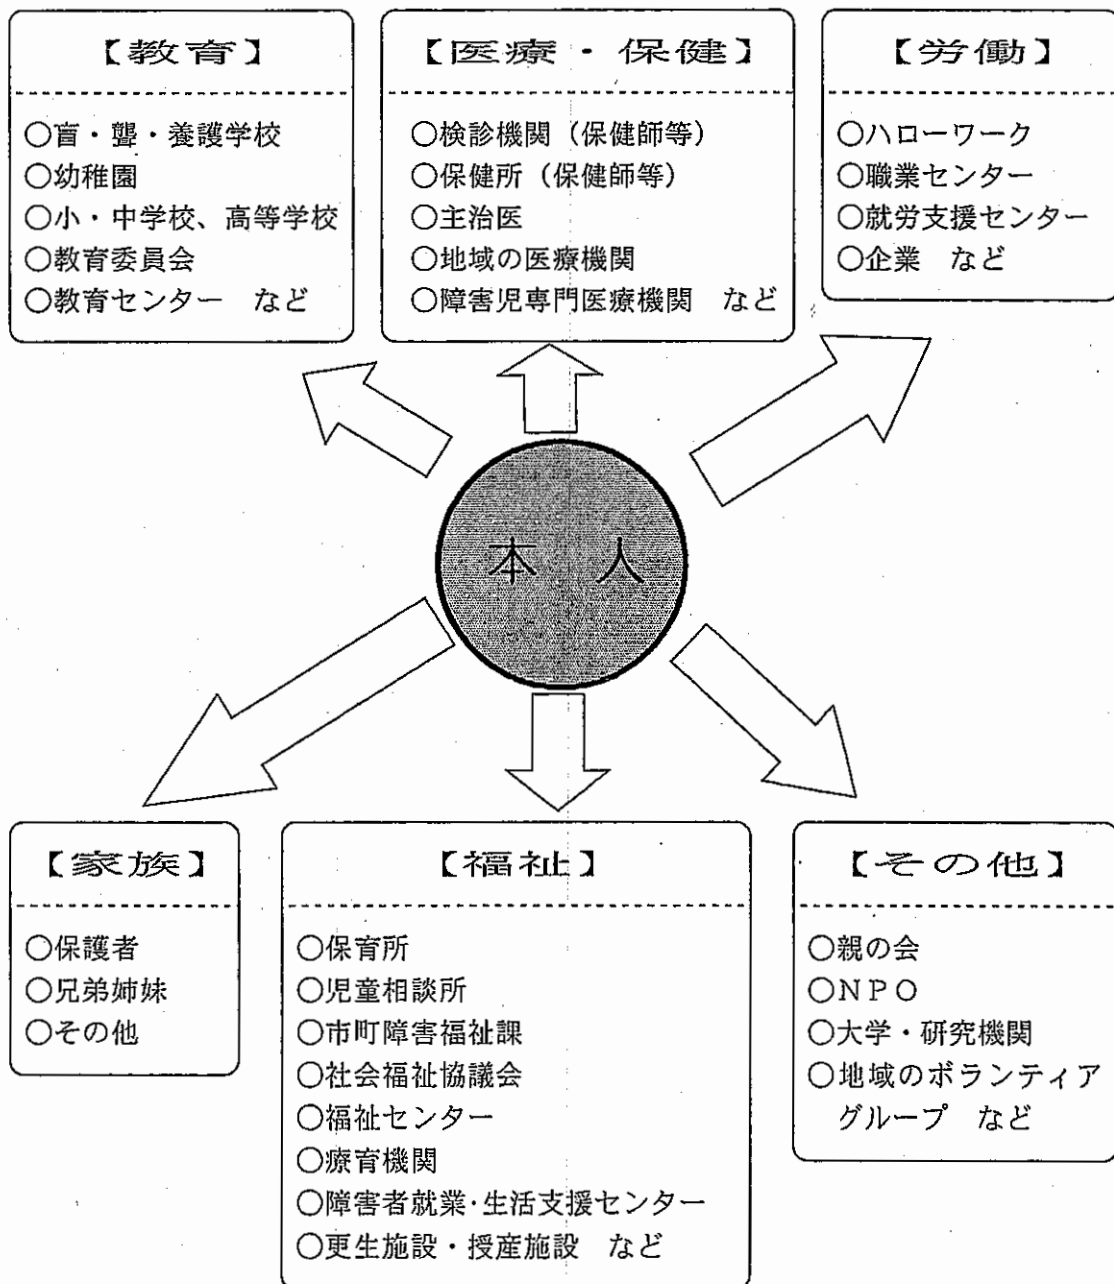 【教育】
○盲・聾・養護学校
○幼稚園
○小・中学校、高等学校
○教育委員会
○教育センター　など
【医療・保健】
○検診機関（保健師等）
○保健所（保健師等）
○主治医
○地域の医療機関
○障害児専門医療機関　など
【労働】
○ハローワーク
○職業センター
○就労支援センター
○企業　など
本　人
【家族】
○保護者
○兄弟姉妹
○その他
【福祉】
○保育所
○児童相談所
○市町障害福祉課
○社会福祉協議会
○福祉センター
○療育機関
○障害者就業・生活支援センター
○更生施設・授産施設　など
【その他】
○親の会
○ＮＰＯ
○大学・研究機関
○地域のボランティア
グループ　など